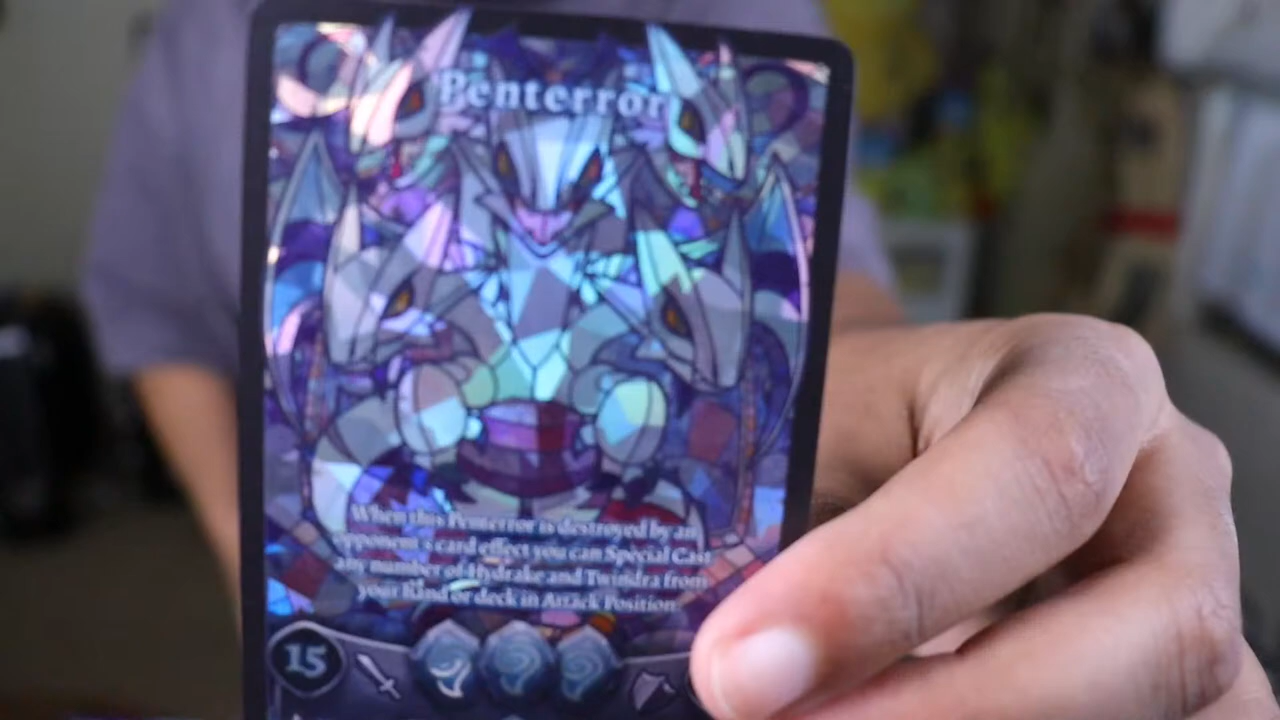 Penterror
When this Penterror is destroyed by an
opponent's card effect you can Special Cast
any number of Hydrake and Twindra from
your Hand or deck in Attack Position.
15